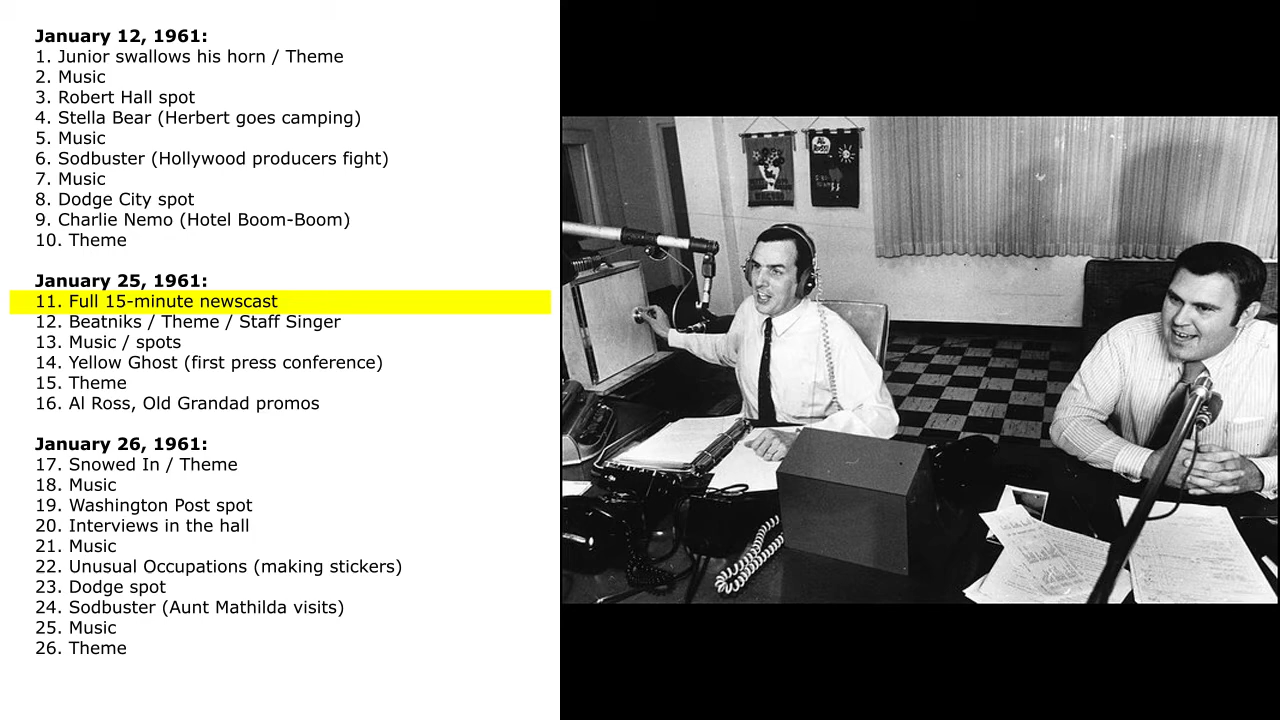 January 12, 1961:
1. Junior swallows his horn / Theme
2. Music
3. Robert Hall spot
4. Stella Bear (Herbert goes camping)
5. Music
6. Sodbuster (Hollywood producers fight)
7. Music
8. Dodge City spot
9. Charlie Nemo (Hotel Boom-Boom)
10. Theme
January 25, 1961:
11. Full 15-minute newscast
12. Beatniks / Theme / Staff Singer
13. Music / spots
14. Yellow Ghost (first press conference)
15. Theme
16. Al Ross, Old Grandad promos
January 26, 1961:
17. Snowed In / Theme
18. Music
19. Washington Post spot
20. Interviews in the hall
21. Music
22. Unusual Occupations (making stickers)
23. Dodge spot
24. Sodbuster (Aunt Mathilda visits)
25. Music
26. Theme